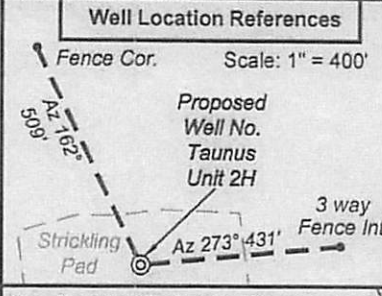 Well Location References
Fence Cor.
Scale: 1" = 400'
Az 162°
509'
Proposed
Well No.
Taunus
Unit 2H
3 way
Fence Int
Strickling
Pad
Az 273° 431'